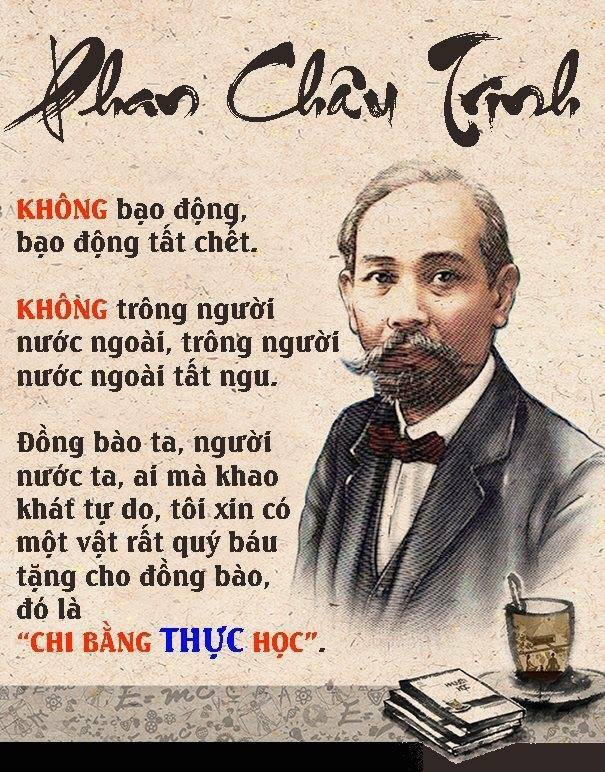 Phan Châu Trinh
KHÔNG bạo động,
bạo động tất chết.
KHÔNG trông người
nước ngoài, trông người
nước ngoài tất ngu.
Đồng bào ta, người
nước ta, ai mà khao
khát tự do, tôi xin có
một vật rất quý báu
tặng cho đồng bào,
đó là
“CHI BẰNG THỰC HỌC”.
E=mc²